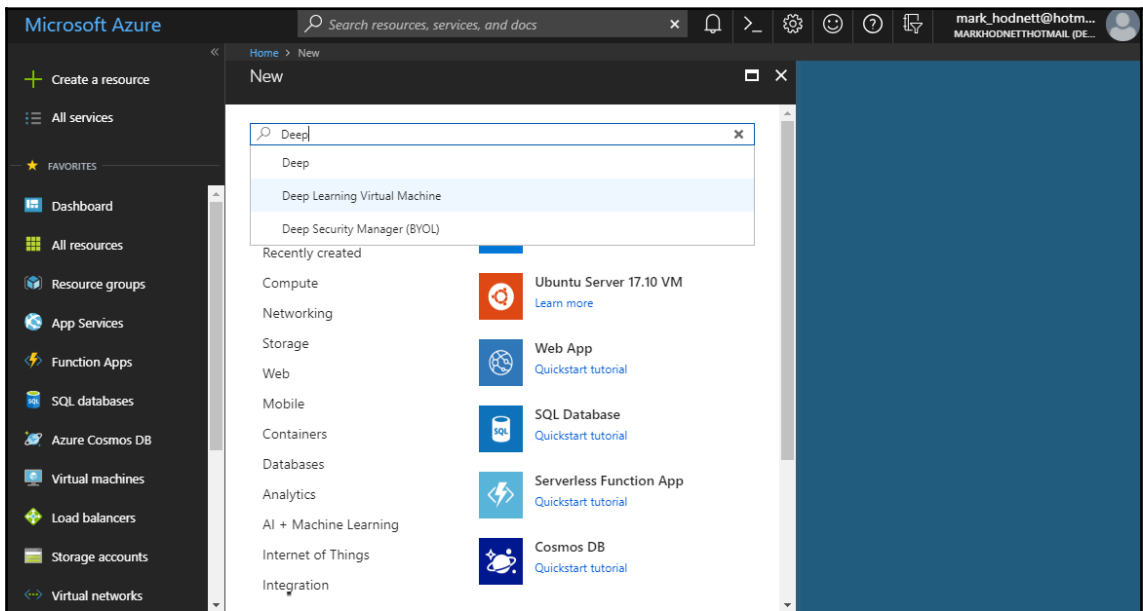 Microsoft Azure
Search resources, services, and docs
mark_hodnett@hotm...
MARKHODNETTHOTMAIL (DE...
Home > New
New
Create a resource
All services
FAVORITES
Dashboard
All resources
Resource groups
App Services
Function Apps
SQL databases
Azure Cosmos DB
Virtual machines
Load balancers
Storage accounts
Virtual networks
Deep
Deep
Deep Learning Virtual Machine
Deep Security Manager (BYOL)
Recently created
Compute
Networking
Storage
Web
Mobile
Containers
Databases
Analytics
AI + Machine Learning
Internet of Things
Integration
Ubuntu Server 17.10 VM
Learn more
Web App
Quickstart tutorial
SQL
SQL Database
Quickstart tutorial
Serverless Function App
Quickstart tutorial
Cosmos DB
Quickstart tutorial